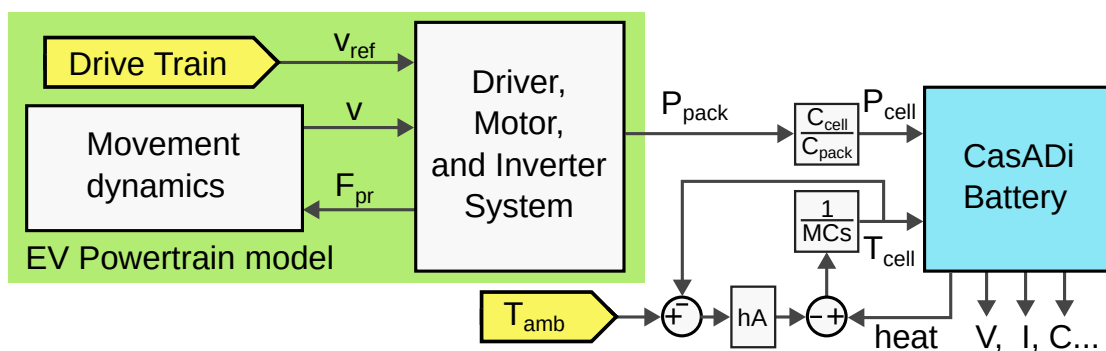 Drive Train
v_ref
v
F_pr
Movement
dynamics
Driver,
Motor,
and Inverter
System
EV Powertrain model
P_pack
C_cell
C_pack
P_cell
CasADi
Battery
1
MCs
T_cell
T_amb
+ -
hA
- +
heat
V, I, C...